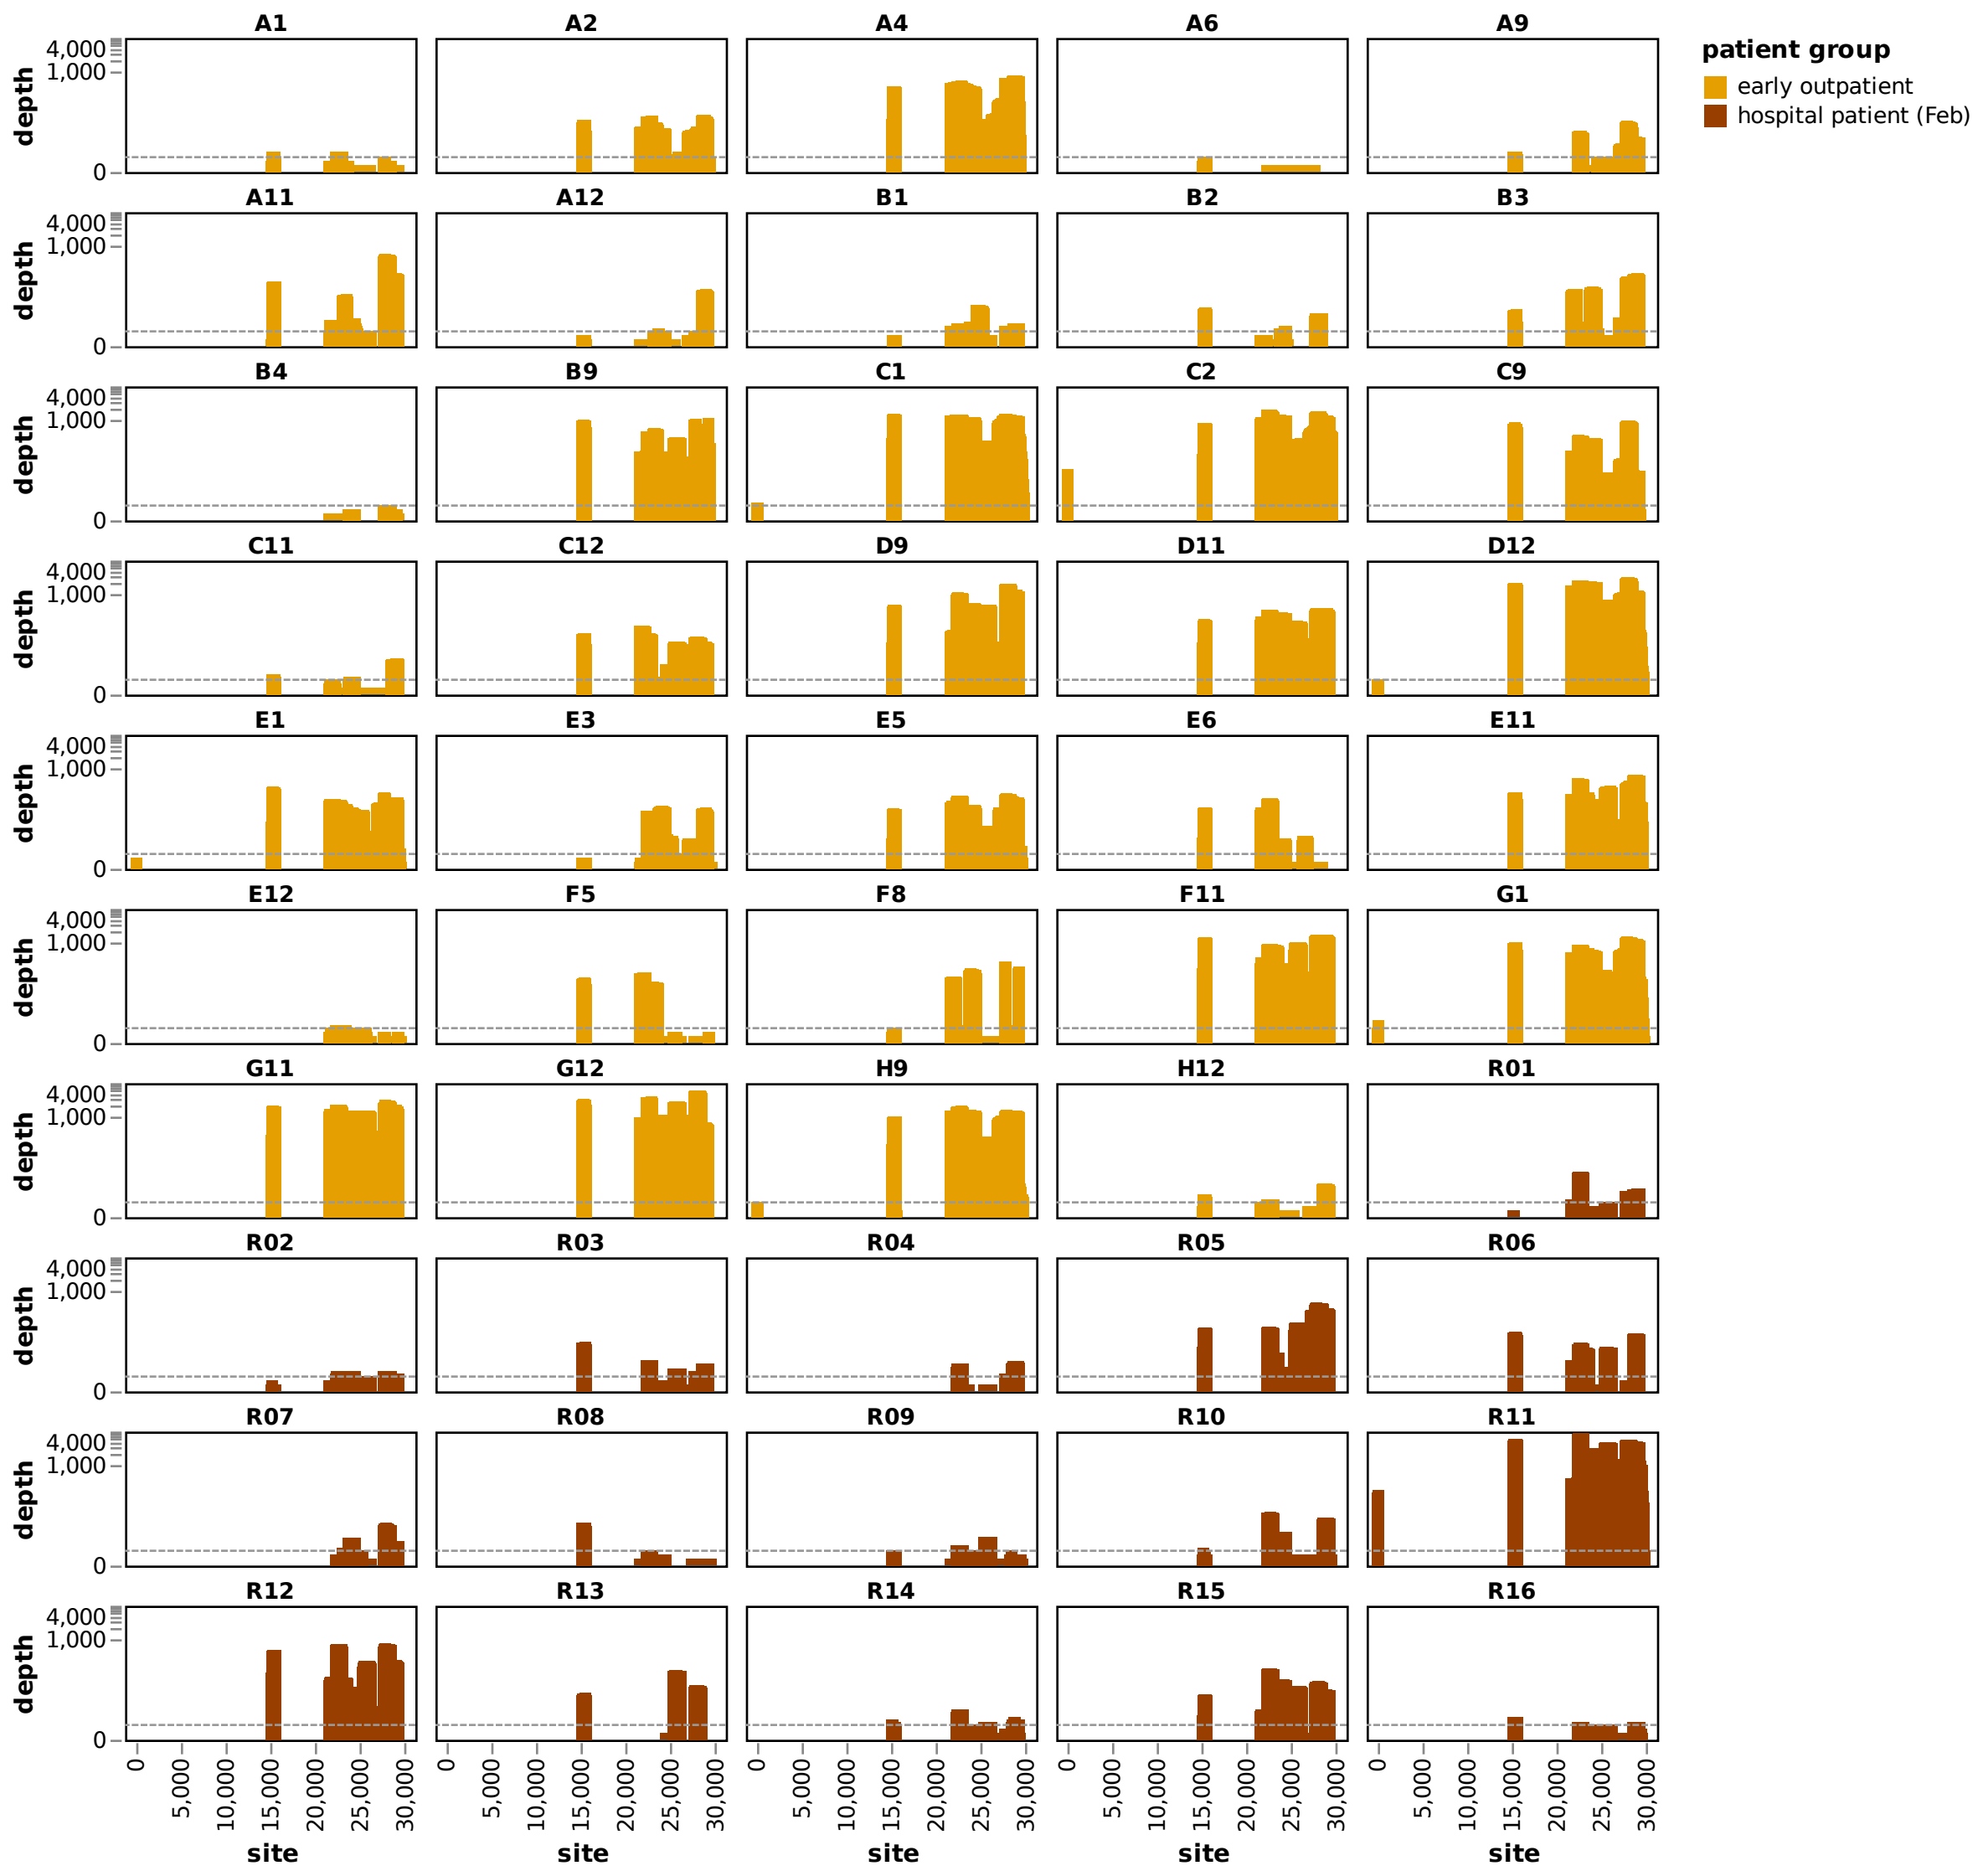 A1 A2 A4 A6 A9
patient group
early outpatient
hospital patient (Feb)
depth 4,000 1,000 0
A11 A12 B1 B2 B3
depth 4,000 1,000 0
B4 B9 C1 C2 C9
depth 4,000 1,000 0
C11 C12 D9 D11 D12
depth 4,000 1,000 0
E1 E3 E5 E6 E11
depth 4,000 1,000 0
E12 F5 F8 F11 G1
depth 4,000 1,000 0
G11 G12 H9 H12 R01
depth 4,000 1,000 0
R02 R03 R04 R05 R06
depth 4,000 1,000 0
R07 R08 R09 R10 R11
depth 4,000 1,000 0
R12 R13 R14 R15 R16
depth 4,000 1,000 0
0 5,000 10,000 15,000 20,000 25,000 30,000 0 5,000 10,000 15,000 20,000 25,000 30,000 0 5,000 10,000 15,000 20,000 25,000 30,000 0 5,000 10,000 15,000 20,000 25,000 30,000 0 5,000 10,000 15,000 20,000 25,000 30,000
site site site site site